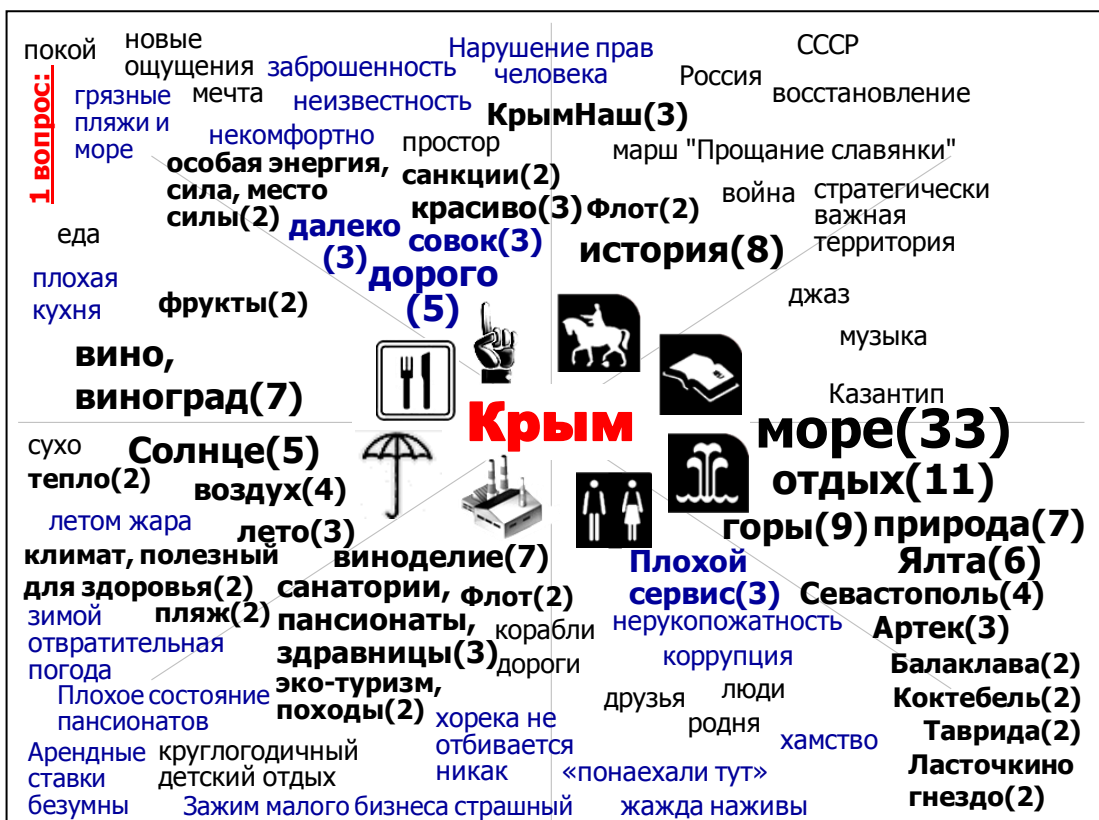 1 вопрос:
покой
новые
ощущения
мечта
грязные
пляжи и
море
заброшенность
неизвестность
некомфортно
Нарушение прав
человека
КрымНаш(3)
простор
санкции(2)
красиво(3)
особая энергия,
сила, место
силы(2)
далеко
(3)
совок(3)
дорого
(5)
СССР
Россия
восстановление
марш "Прощание славянки"
война
стратегически
важная
территория
Флот(2)
история(8)
еда
плохая
кухня
фрукты(2)
вино,
виноград(7)
джаз
музыка
Казантип
Крым
море(33)
отдых(11)
горы(9)
природа(7)
Ялта(6)
Севастополь(4)
Артек(3)
Балаклава(2)
Коктебель(2)
Таврида(2)
Ласточкино
гнездо(2)
сухо
Солнце(5)
тепло(2)
воздух(4)
летом жара
лето(3)
климат, полезный
для здоровья(2)
пляж(2)
зимой
отвратительная
погода
виноделие(7)
санатории,
пансионаты,
здравницы(3)
Флот(2)
корабли
дороги
эко-туризм,
походы(2)
Плохое состояние
пансионатов
Арендные
ставки
безумны
круглогодичный
детский отдых
хорека не
отбивается
никак
Зажим малого бизнеса страшный
Плохой
сервис(3)
нерукопожатность
коррупция
друзья
люди
родня
хамство
«понаехали тут»
жажда наживы